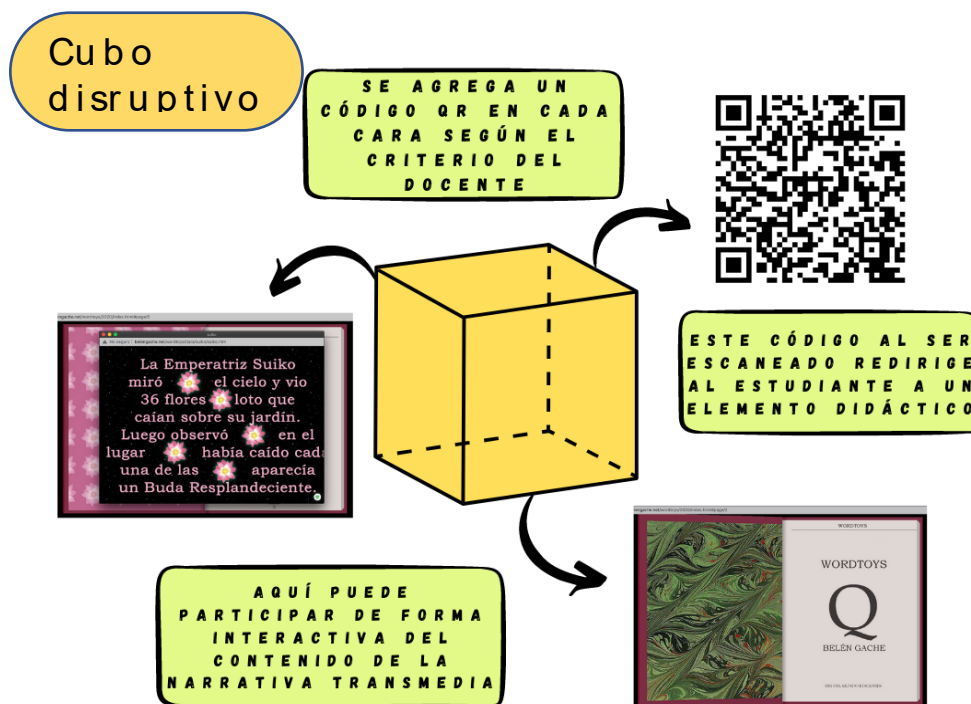 Cubo
disruptivo
SE AGREGA UN
CÓDIGO QR EN CADA
CARA SEGÚN EL
CRITERIO DEL
DOCENTE
ESTE CÓDIGO AL SER
ESCANEADO REDIRIGE
AL ESTUDIANTE A UN
ELEMENTO DIDÁCTICO
suiko
La Emperatriz Suiko
miró el cielo y vio
36 flores loto que
caían sobre su jardín.
Luego observó en el
lugar había caído cada
una de las aparecía
un Buda Resplandeciente.
WORDTOYS
WORDTOYS
Q
BELÉN GACHE
AQUÍ PUEDE
PARTICIPAR DE FORMA
INTERACTIVA DEL
CONTENIDO DE LA
NARRATIVA TRANSMEDIA